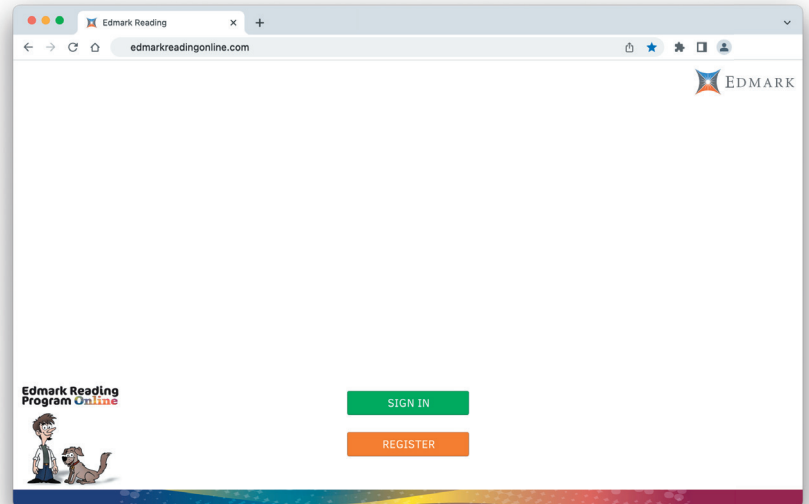 Edmark Reading
edmarkreadingonline.com
EDMARK
Edmark Reading
Program Online
SIGN IN
REGISTER